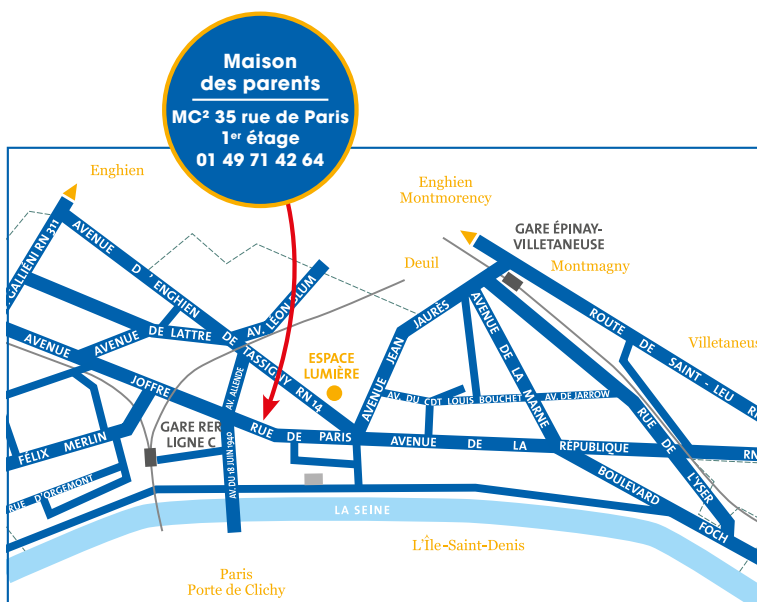 Maison
des parents
MC² 35 rue de Paris
1er étage
01 49 71 42 64
Enghien
Enghien
Montmorency
GARE ÉPINAY-
VILLETANEUSE
Deuil
Montmagny
Villetaneus
GALLIENI RN 311
AVENUE D'ENGHIEN
AV. LÉON BLUM
AVENUE DE LATTRE DE TASSIGNY RN 14
AVENUE JOFFRE
AV. ALLENDE
ESPACE
LUMIÈRE
AVENUE JEAN JAURÈS
AVENUE DE LA MARNE
ROUTE DE SAINT-LEU R
AV. DU CDT LOUIS BOUCHET
AV. DE JARROW
RUE DE L'YSER
GARE RER
LIGNE C
RUE DE PARIS
AVENUE DE LA RÉPUBLIQUE
RN
FÉLIX MERLIN
RUE D'ORGEMONT
AV. DU 18 JUIN 1940
BOULEVARD FOCH
LA SEINE
L'Île-Saint-Denis
Paris
Porte de Clichy